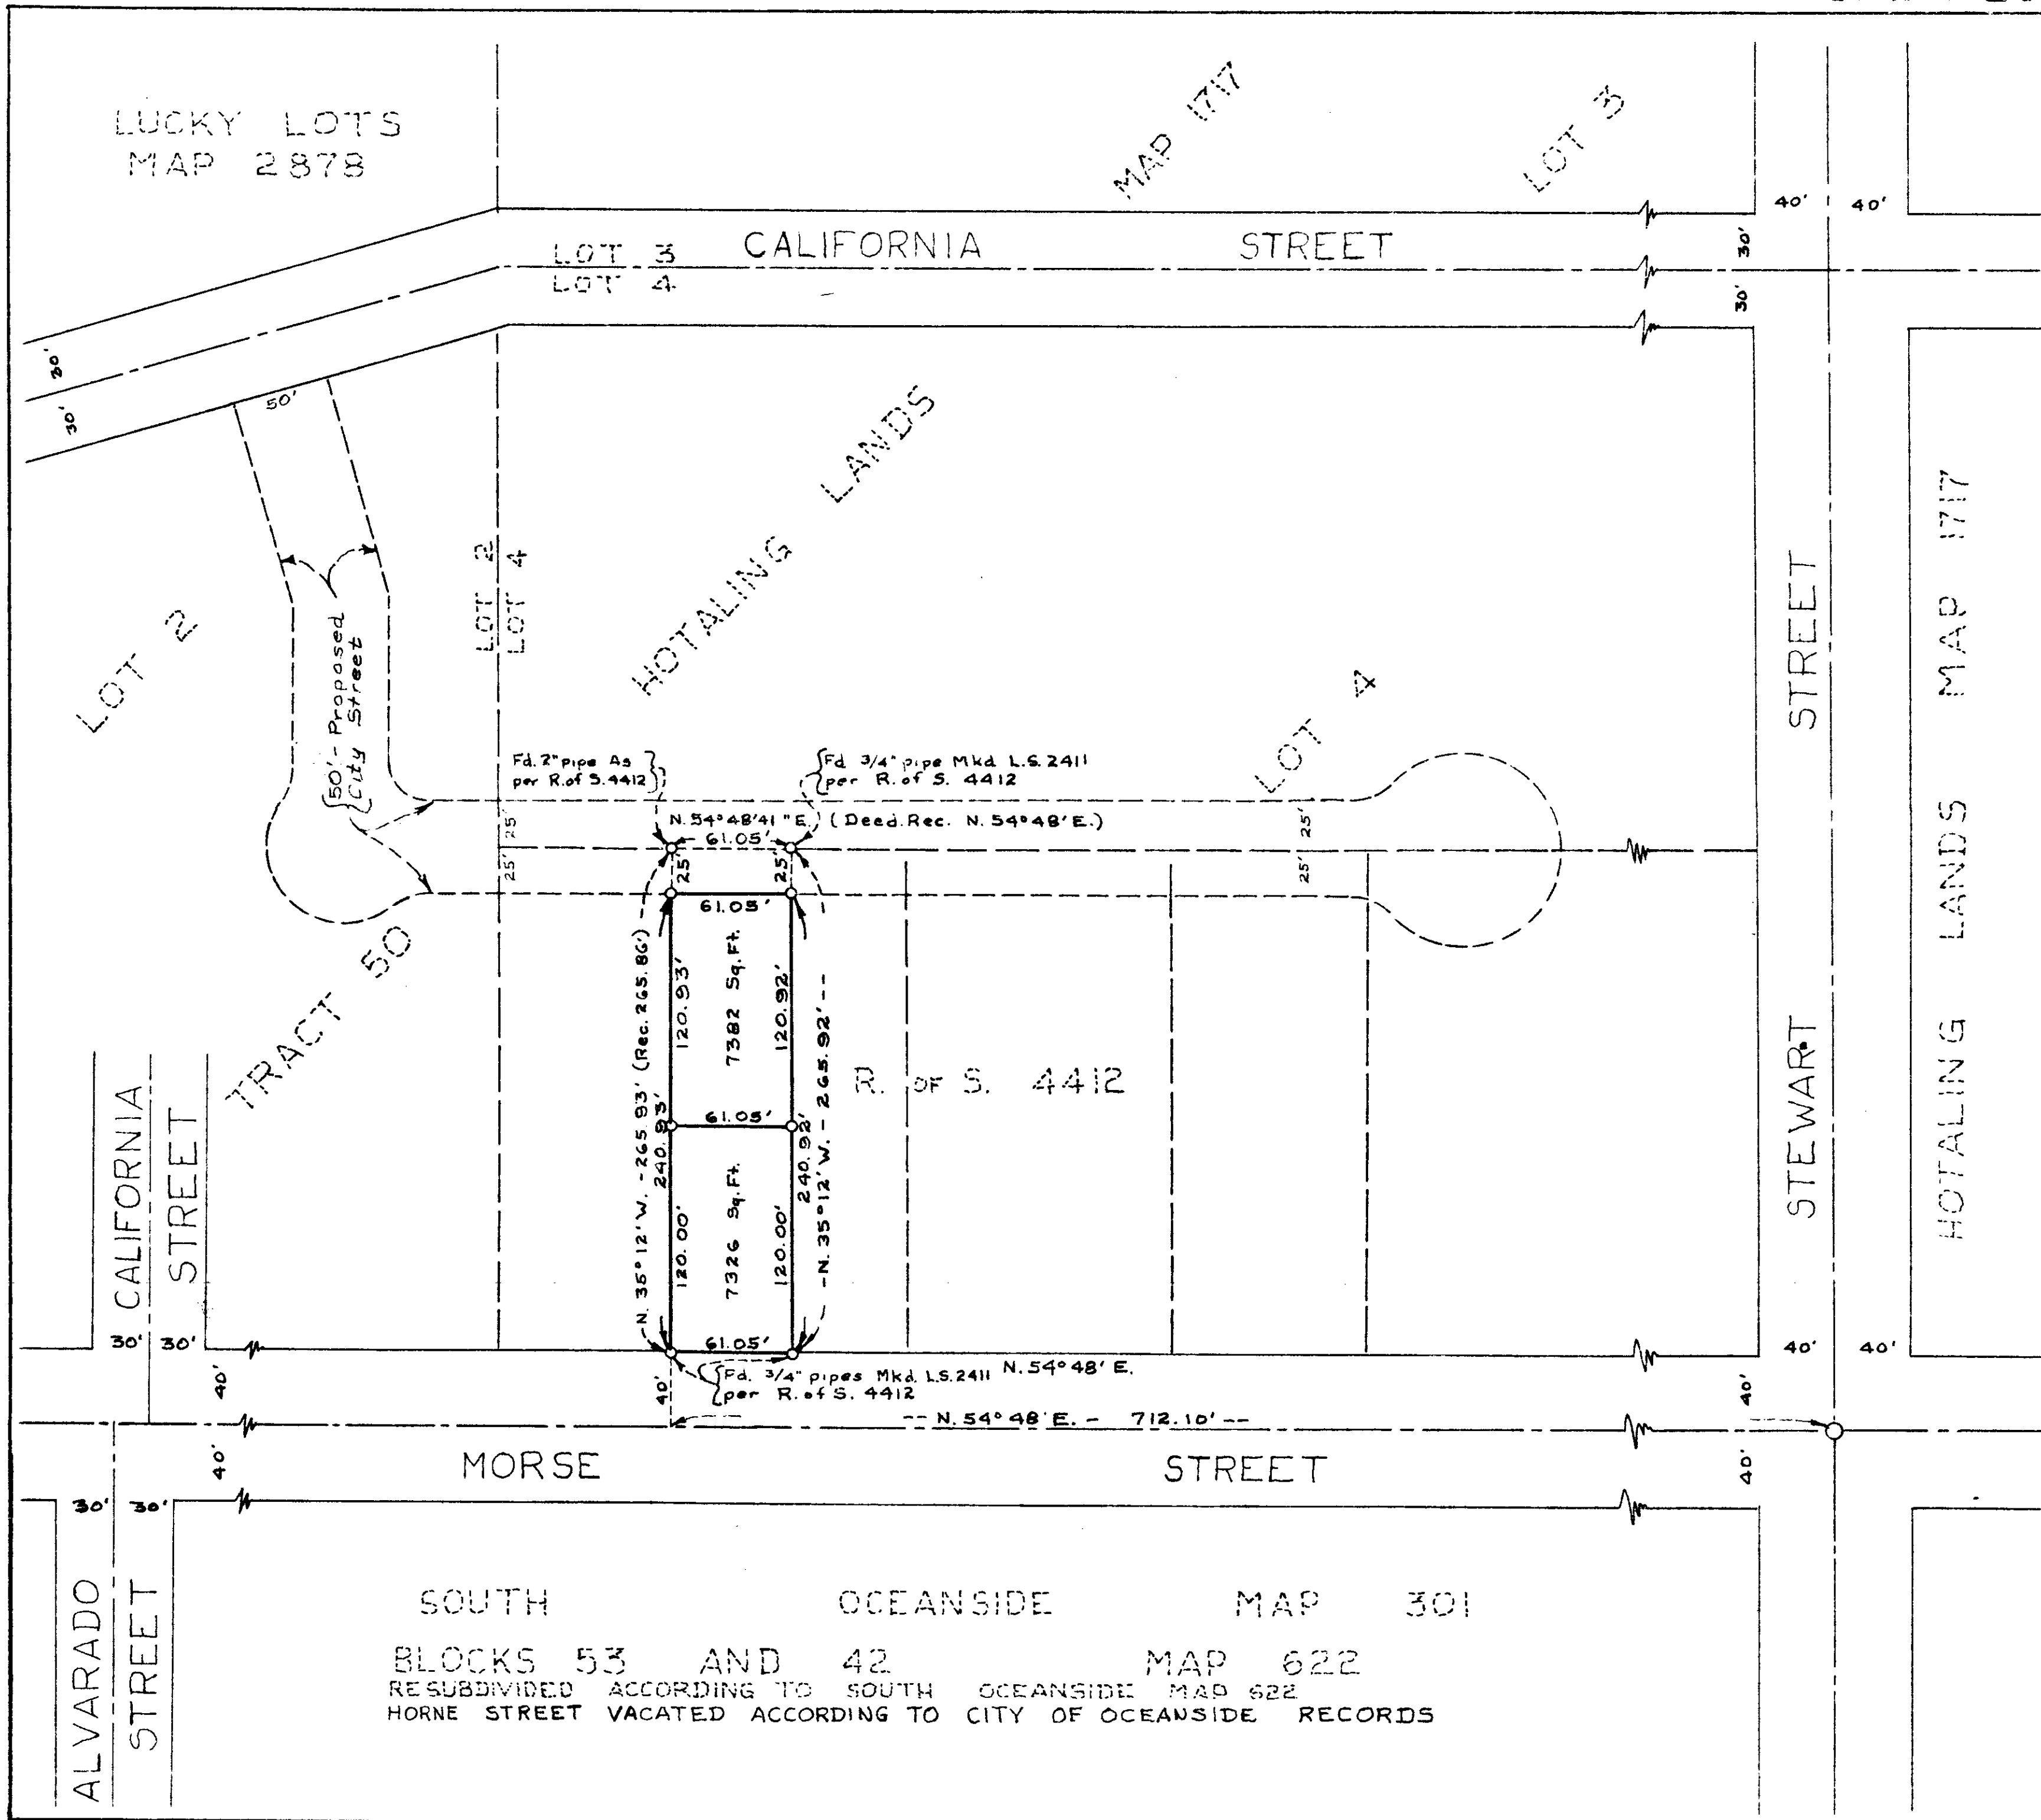 LUCKY LOTS
MAP 2878
MAP 1717
LOT 3
40' 40'
CALIFORNIA STREET
LOT 3
LOT 4
30'
30'
30'
30'
50'
HOTALING LANDS
LOT 2
LOT 4
LOT 2
50'- Proposed
City Street
LOT 4
STEWART STREET
HOTALING LANDS MAP 1717
Fd. 2" pipe As
per R. of S. 4412
Fd 3/4" pipe Mkd L.S. 2411
per R. of S. 4412
N. 54°48'41"E. (Deed. Rec. N. 54°48'E.)
61.05'
25'
25'
25'
25'
25'
25'
61.05'
N. 35°12'W. - 265.93' (Rec. 265.86')
240.93'
120.93'
7382 Sq. Ft.
120.92'
240.92'
N. 35°12'W. - 265.92'
61.05'
120.00'
7326 Sq. Ft.
120.00'
61.05'
R. OF S. 4412
TRACT 50
CALIFORNIA
STREET
30' 30'
40'
40'
Fd. 3/4" pipes Mkd. L.S. 2411
per R. of S. 4412
N. 54°48' E.
40' 40'
40'
N. 54°48'E. - 712.10'
40'
40'
MORSE STREET
30' 30'
ALVARADO
STREET
SOUTH OCEANSIDE MAP 301
BLOCKS 53 AND 42 MAP 622
RESUBDIVIDED ACCORDING TO SOUTH OCEANSIDE MAP 622
HORNE STREET VACATED ACCORDING TO CITY OF OCEANSIDE RECORDS